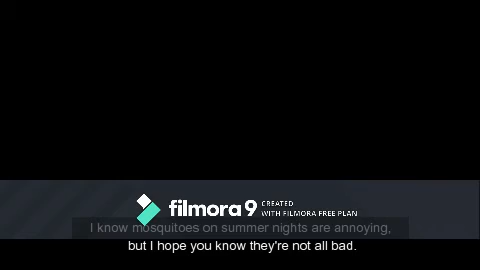 filmora 9
CREATED
WITH FILMORA FREE PLAN
I know mosquitoes on summer nights are annoying,
but I hope you know they're not all bad.